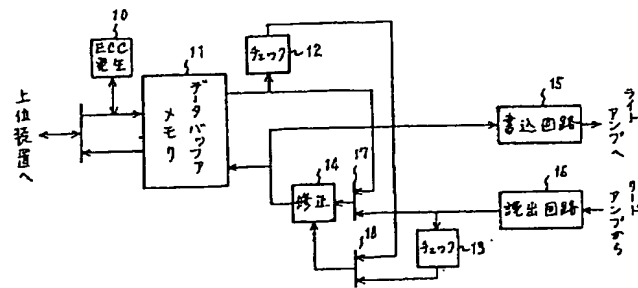 10
ECC
発生
11
データバッファ
メモリ
チェック
12
上位装置へ
15
書込回路
ライト
アンプへ
14
修正
17
16
読出回路
リード
アンプから
18
チェック
13